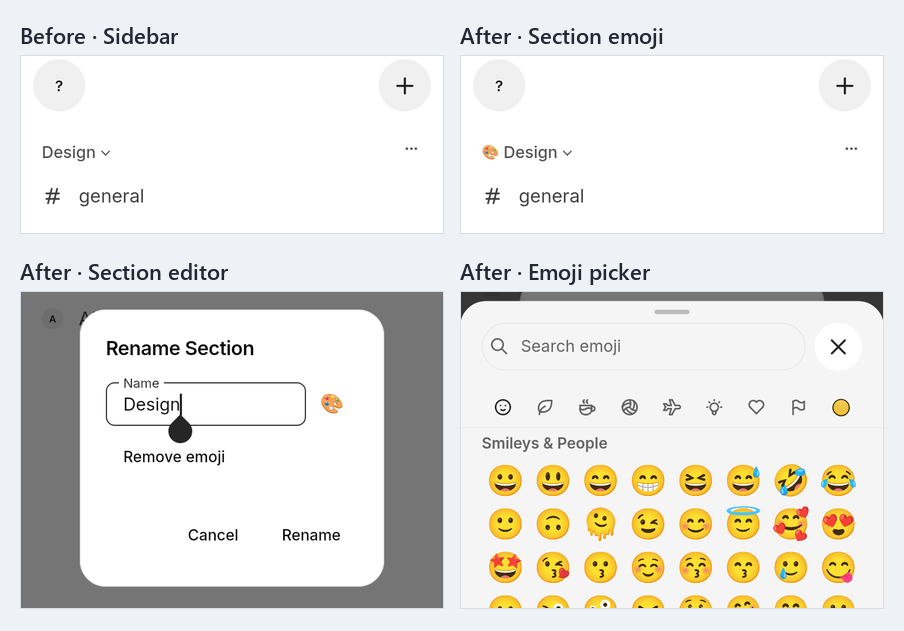 Before · Sidebar
?
+
Design
...
# general
After · Section emoji
?
+
🎨 Design
...
# general
After · Section editor
A
Rename Section
Name
Design
Remove emoji
Cancel
Rename
After · Emoji picker
Search emoji
Smileys & People